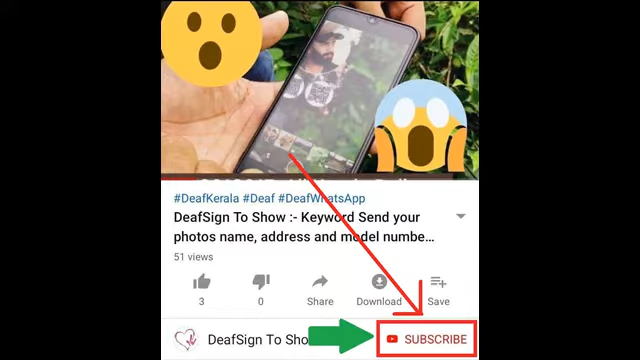 #DeafKerala #Deaf #DeafWhatsApp
DeafSign To Show :- Keyword Send your
photos name, address and model numbe…
51 views
3
0
Share
Download
Save
DeafSign To Sho
SUBSCRIBE